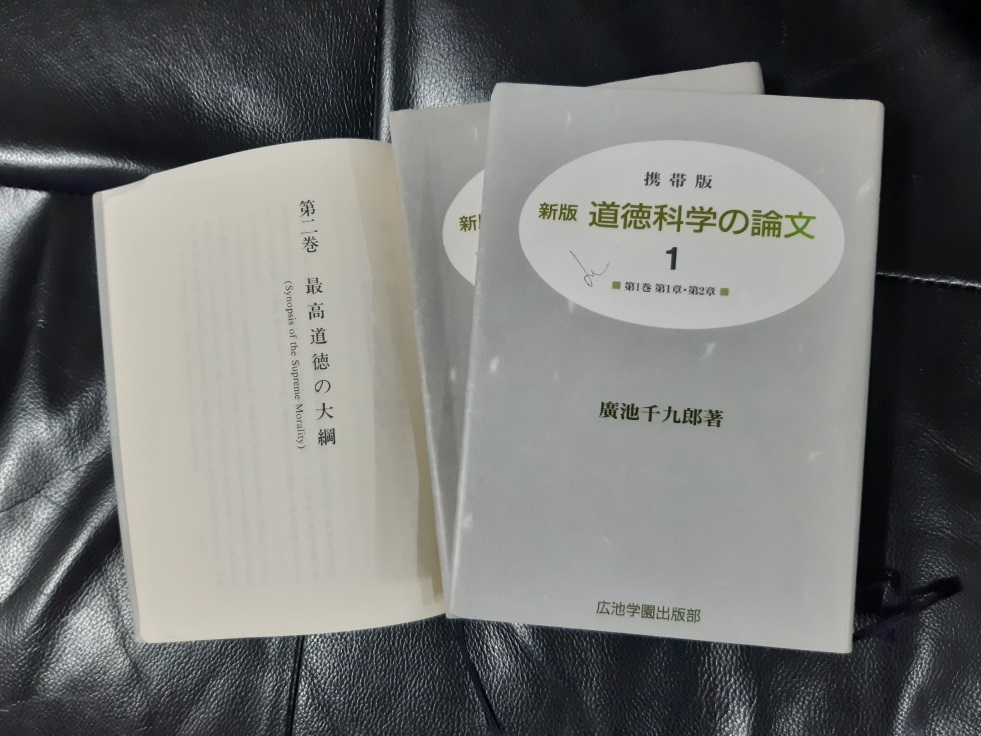 第二巻 最高道徳の大綱
(Synopsis of the Supreme Morality)
新
携帯版
新版 道徳科学の論文
1
■ 第1巻 第1章・第2章 ■
廣池千九郎著
広池学園出版部